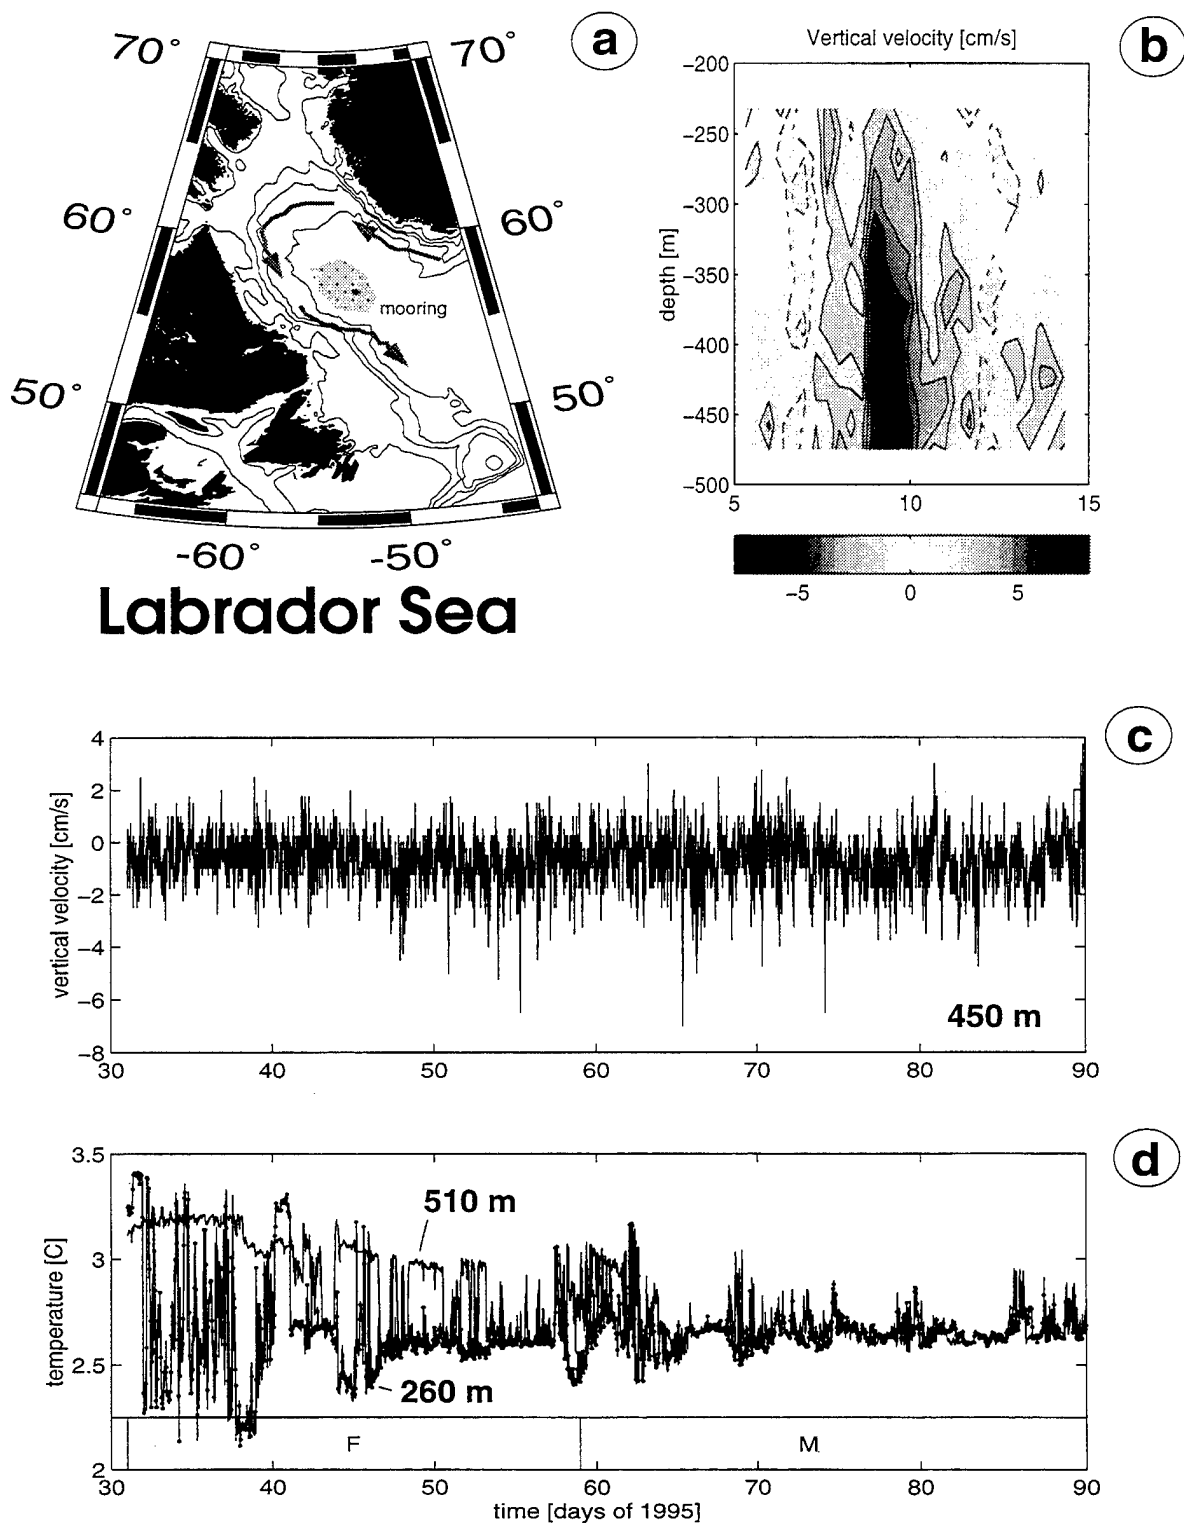 a
70°
70°
60°
60°
mooring
50°
50°
-60°
-50°
Labrador Sea
b
Vertical velocity [cm/s]
-200
-250
-300
-350
-400
-450
-500
depth [m]
5
10
15
-5
0
5
c
4
2
0
-2
-4
-6
-8
vertical velocity [cm/s]
450 m
30
40
50
60
70
80
90
d
3.5
3
2.5
2
temperature [C]
510 m
260 m
F
M
30
40
50
60
70
80
90
time [days of 1995]